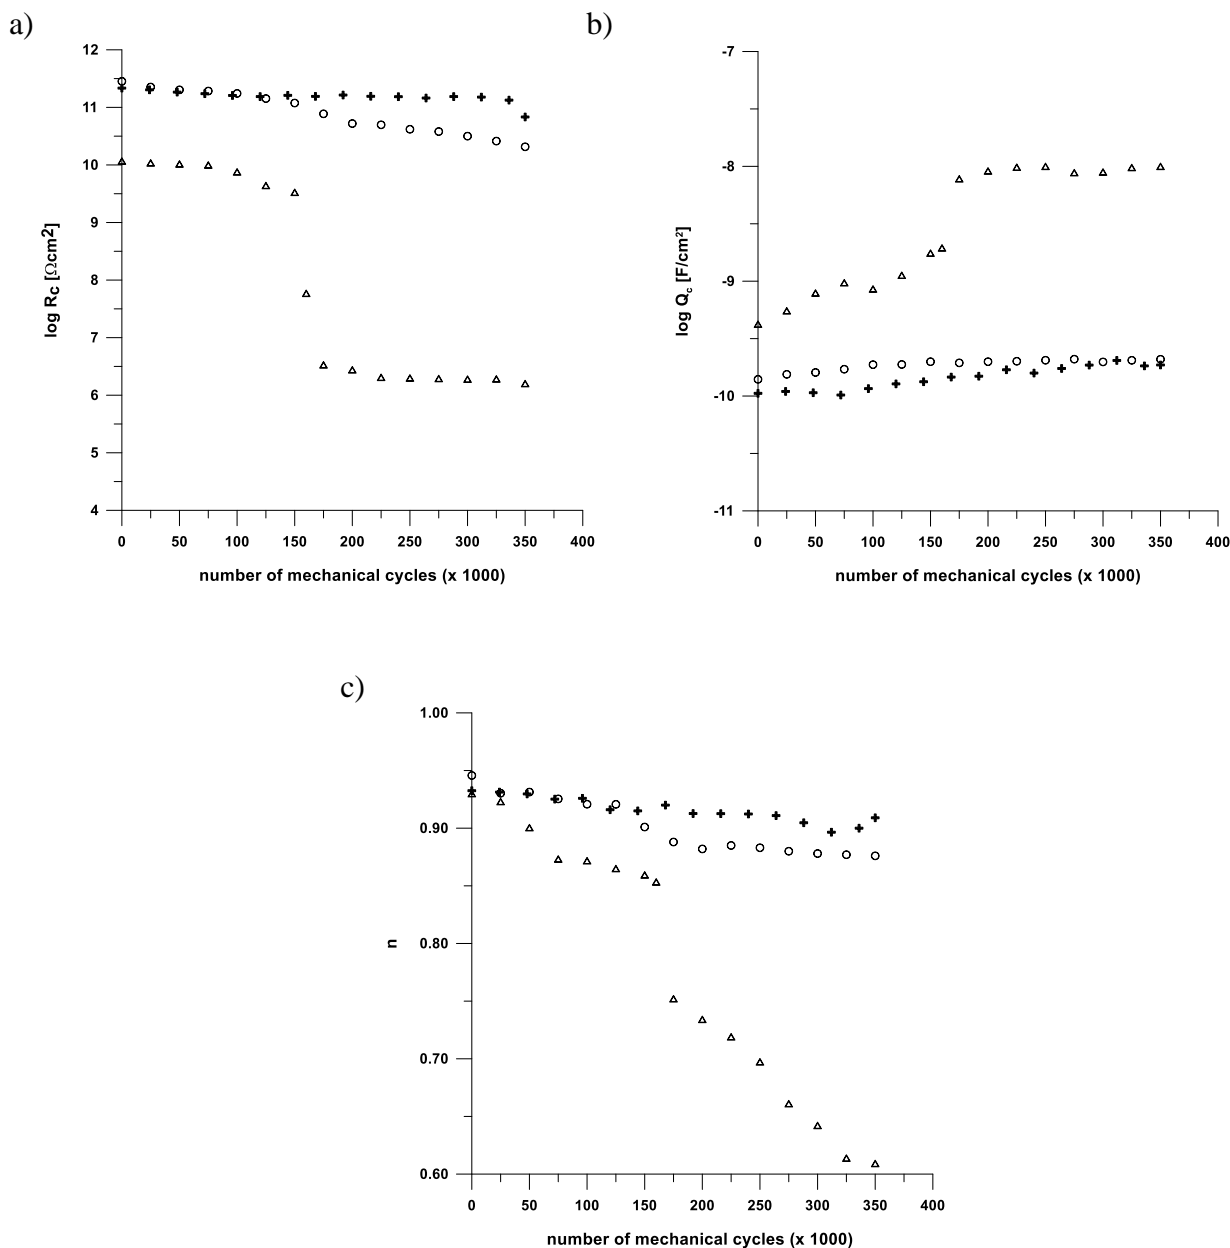 a)
12
11
10
9
8
7
6
5
4
log Rc [Ωcm²]
0 50 100 150 200 250 300 350 400
number of mechanical cycles (x 1000)
b)
-7
-8
-9
-10
-11
log Qc [F/cm²]
0 50 100 150 200 250 300 350 400
number of mechanical cycles (x 1000)
c)
1.00
0.90
0.80
0.70
0.60
n
0 50 100 150 200 250 300 350 400
number of mechanical cycles (x 1000)